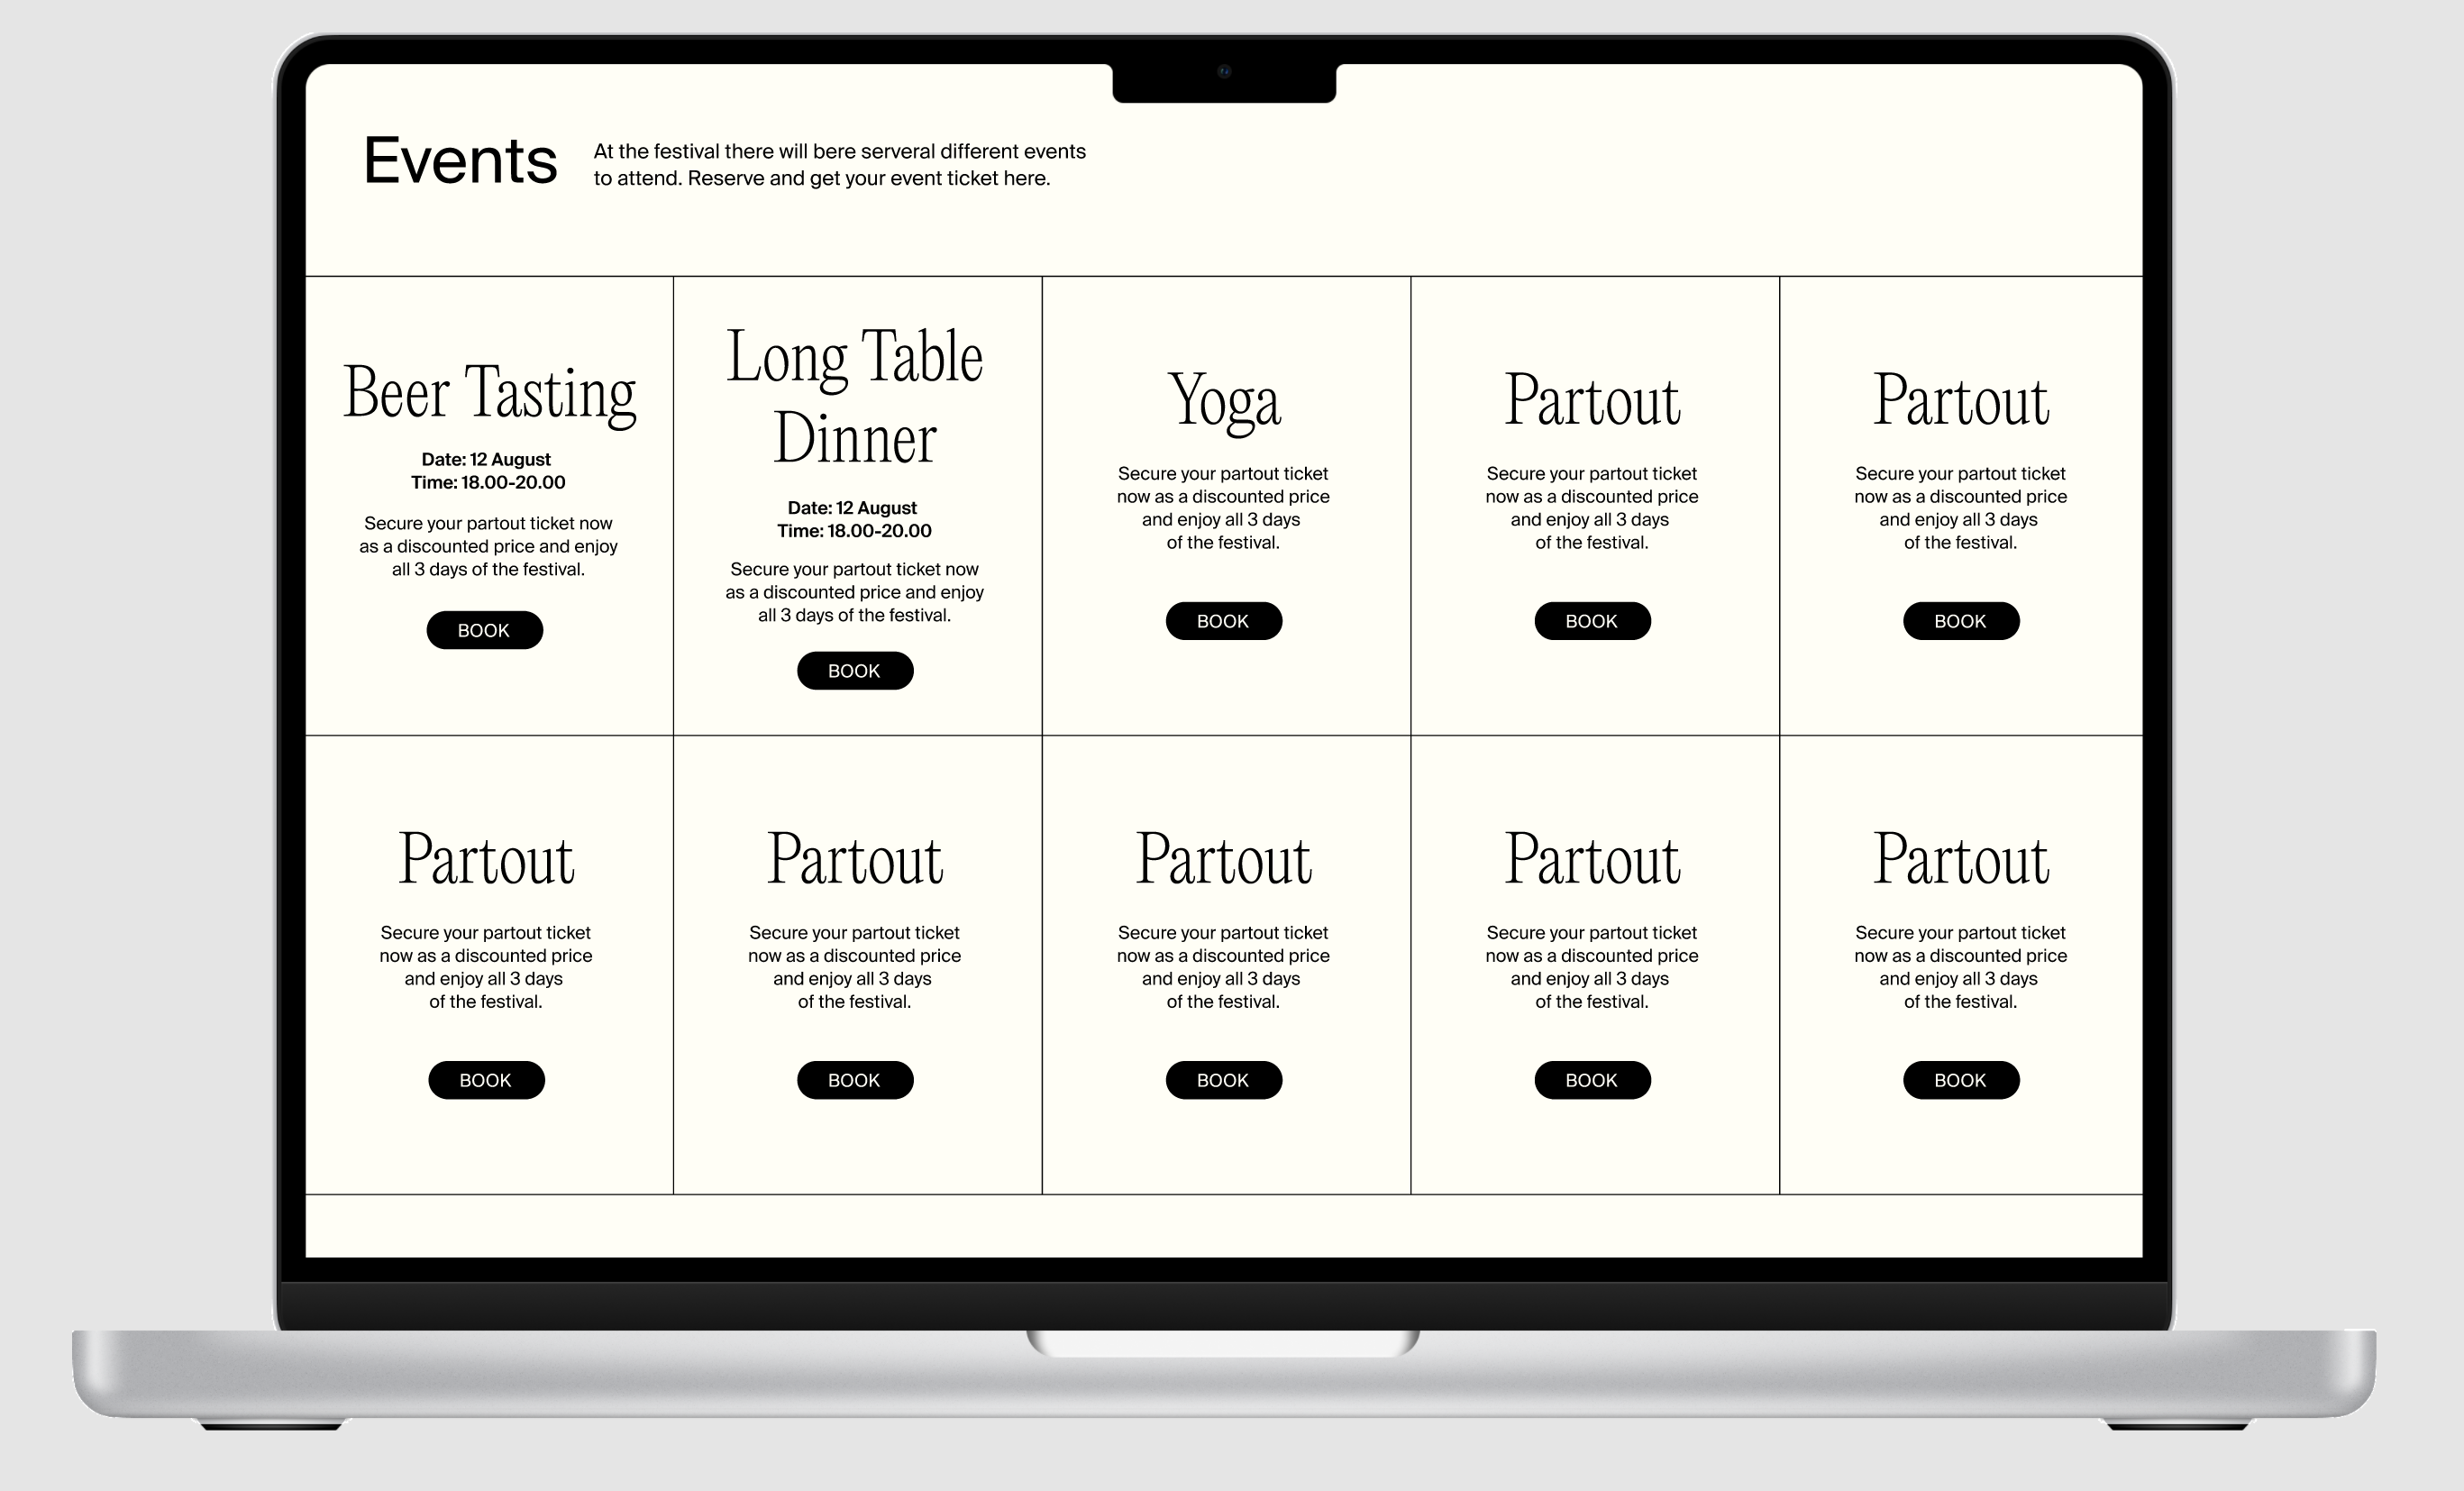 Events
At the festival there will bere serveral different events
to attend. Reserve and get your event ticket here.
Beer Tasting
Date: 12 August
Time: 18.00-20.00
Secure your partout ticket now
as a discounted price and enjoy
all 3 days of the festival.
BOOK
Long Table
Dinner
Date: 12 August
Time: 18.00-20.00
Secure your partout ticket now
as a discounted price and enjoy
all 3 days of the festival.
BOOK
Yoga
Secure your partout ticket
now as a discounted price
and enjoy all 3 days
of the festival.
BOOK
Partout
Secure your partout ticket
now as a discounted price
and enjoy all 3 days
of the festival.
BOOK
Partout
Secure your partout ticket
now as a discounted price
and enjoy all 3 days
of the festival.
BOOK
Partout
Secure your partout ticket
now as a discounted price
and enjoy all 3 days
of the festival.
BOOK
Partout
Secure your partout ticket
now as a discounted price
and enjoy all 3 days
of the festival.
BOOK
Partout
Secure your partout ticket
now as a discounted price
and enjoy all 3 days
of the festival.
BOOK
Partout
Secure your partout ticket
now as a discounted price
and enjoy all 3 days
of the festival.
BOOK
Partout
Secure your partout ticket
now as a discounted price
and enjoy all 3 days
of the festival.
BOOK